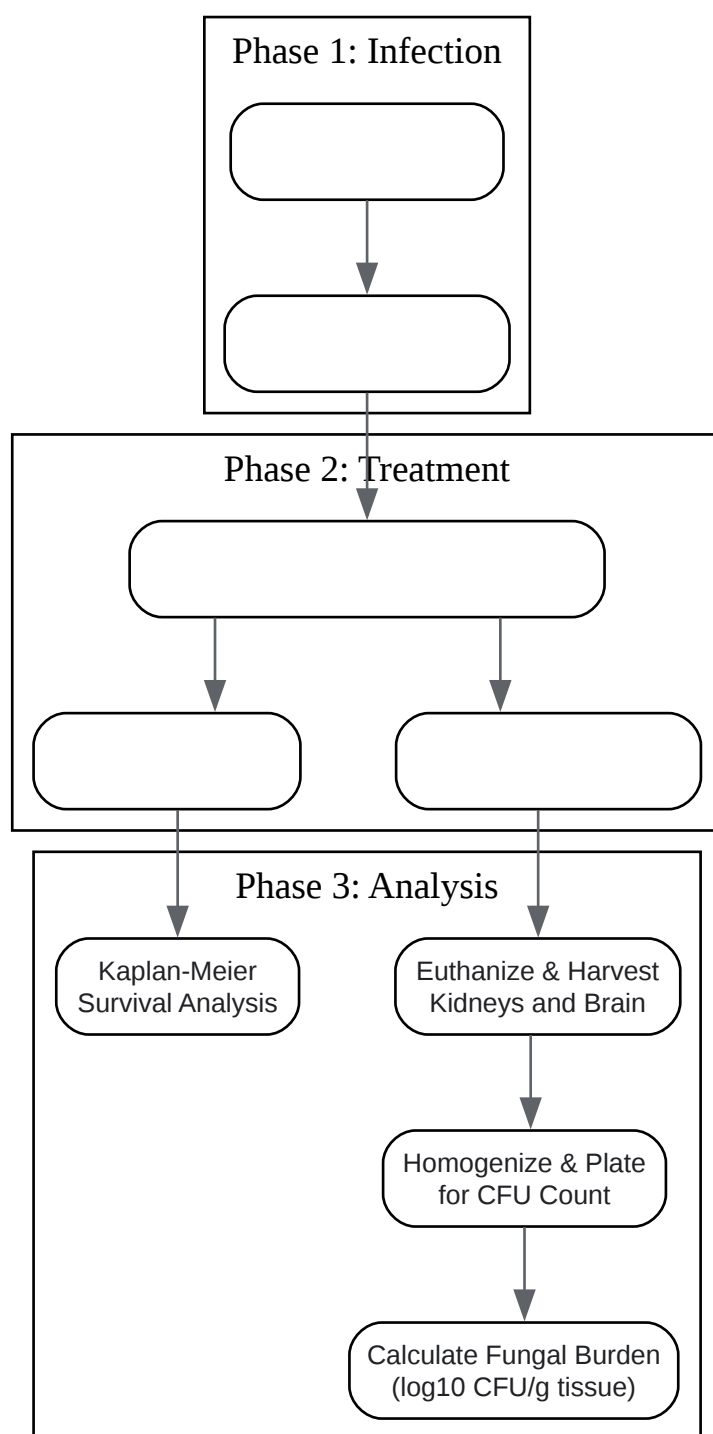 Phase 1: Infection
Phase 2: Treatment
Phase 3: Analysis
Kaplan-Meier
Survival Analysis
Euthanize & Harvest
Kidneys and Brain
Homogenize & Plate
for CFU Count
Calculate Fungal Burden
(log10 CFU/g tissue)